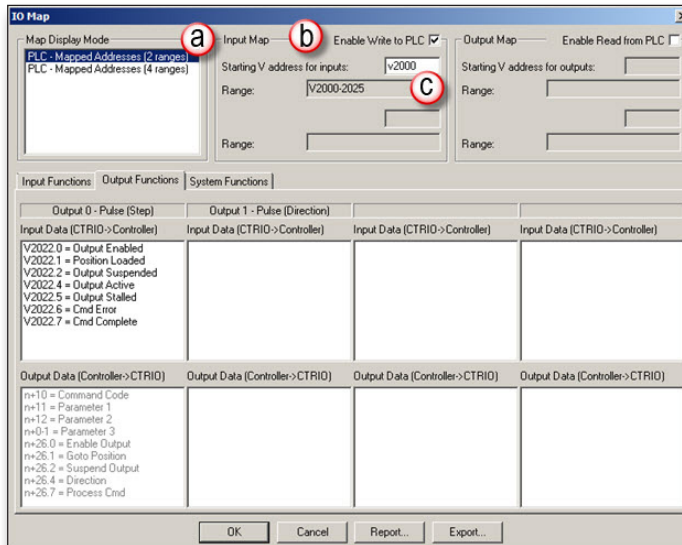 IO Map
Map Display Mode
a
PLC - Mapped Addresses (2 ranges)
PLC - Mapped Addresses (4 ranges)
Input Map
b
Enable Write to PLC
Starting V address for inputs:
v2000
Range:
V2000-2025
c
Range:
Output Map
Enable Read from PLC
Starting V address for outputs:
Range:
Range:
Input Functions
Output Functions
System Functions
Output 0 - Pulse (Step)
Output 1 - Pulse (Direction)
Input Data (CTRIO->Controller)
Input Data (CTRIO->Controller)
Input Data (CTRIO->Controller)
Input Data (CTRIO->Controller)
V2022.0 = Output Enabled
V2022.1 = Position Loaded
V2022.2 = Output Suspended
V2022.4 = Output Active
V2022.5 = Output Stalled
V2022.6 = Cmd Error
V2022.7 = Cmd Complete
Output Data (Controller->CTRIO)
Output Data (Controller->CTRIO)
Output Data (Controller->CTRIO)
Output Data (Controller->CTRIO)
n+10 = Command Code
n+11 = Parameter 1
n+12 = Parameter 2
n+0-1 = Parameter 3
n+26.0 = Enable Output
n+26.1 = Goto Position
n+26.2 = Suspend Output
n+26.4 = Direction
n+26.7 = Process Cmd
OK
Cancel
Report...
Export...